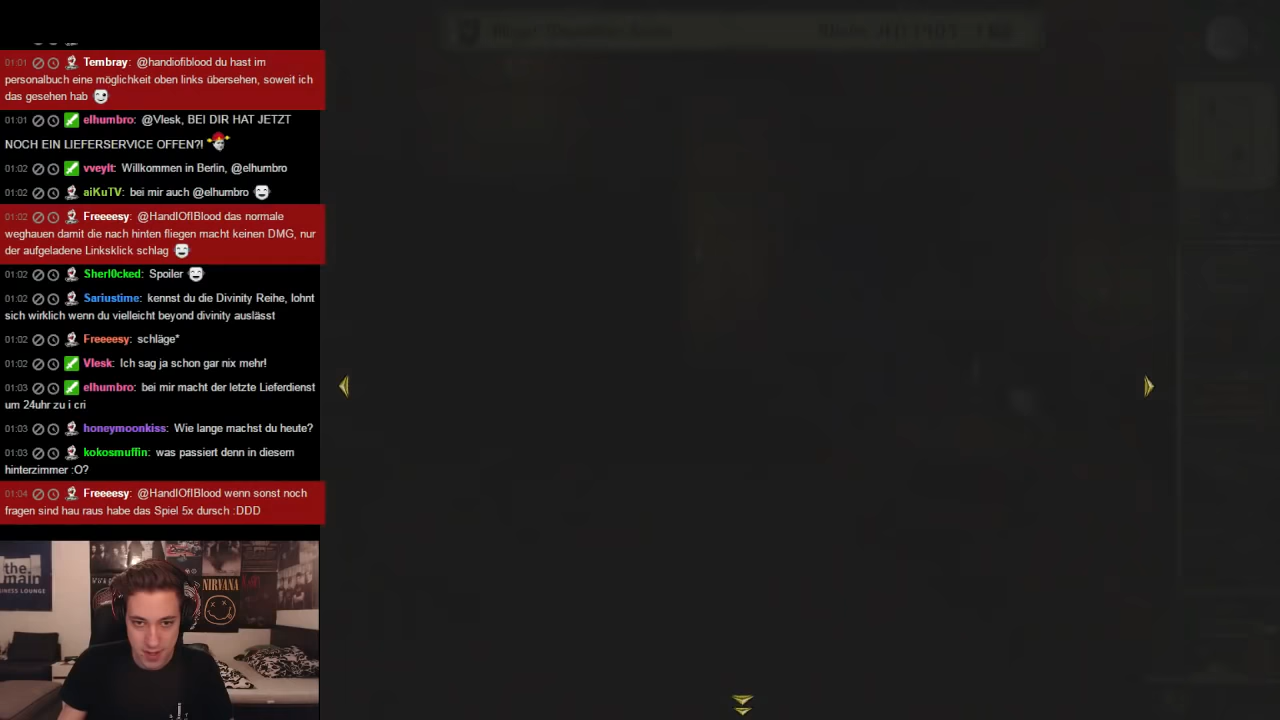 01:01 Tembray: @handiofiblood du hast im
personalbuch eine möglichkeit oben links übersehen, soweit ich
das gesehen hab
01:01 elhumbro: @Vlesk, BEI DIR HAT JETZT
NOCH EIN LIEFERSERVICE OFFEN?!
01:02 vveylt: Willkommen in Berlin, @elhumbro
01:02 aiKuTV: bei mir auch @elhumbro
01:02 Freeeesy: @HandIOfIBlood das normale
weghauen damit die nach hinten fliegen macht keinen DMG, nur
der aufgeladene Linksklick schlag
01:02 Sherl0cked: Spoiler
01:02 Sariustime: kennst du die Divinity Reihe, lohnt
sich wirklich wenn du vielleicht beyond divinity auslässt
01:02 Freeeesy: schläge*
01:02 Vlesk: Ich sag ja schon gar nix mehr!
01:03 elhumbro: bei mir macht der letzte Lieferdienst
um 24uhr zu i cri
01:03 honeymoonkiss: Wie lange machst du heute?
01:03 kokosmuffin: was passiert denn in diesem
hinterzimmer :O?
01:04 Freeeesy: @HandIOfIBlood wenn sonst noch
fragen sind hau raus habe das Spiel 5x dursch :DDD
the.
main
NESS LOUNGE
NIRVANA